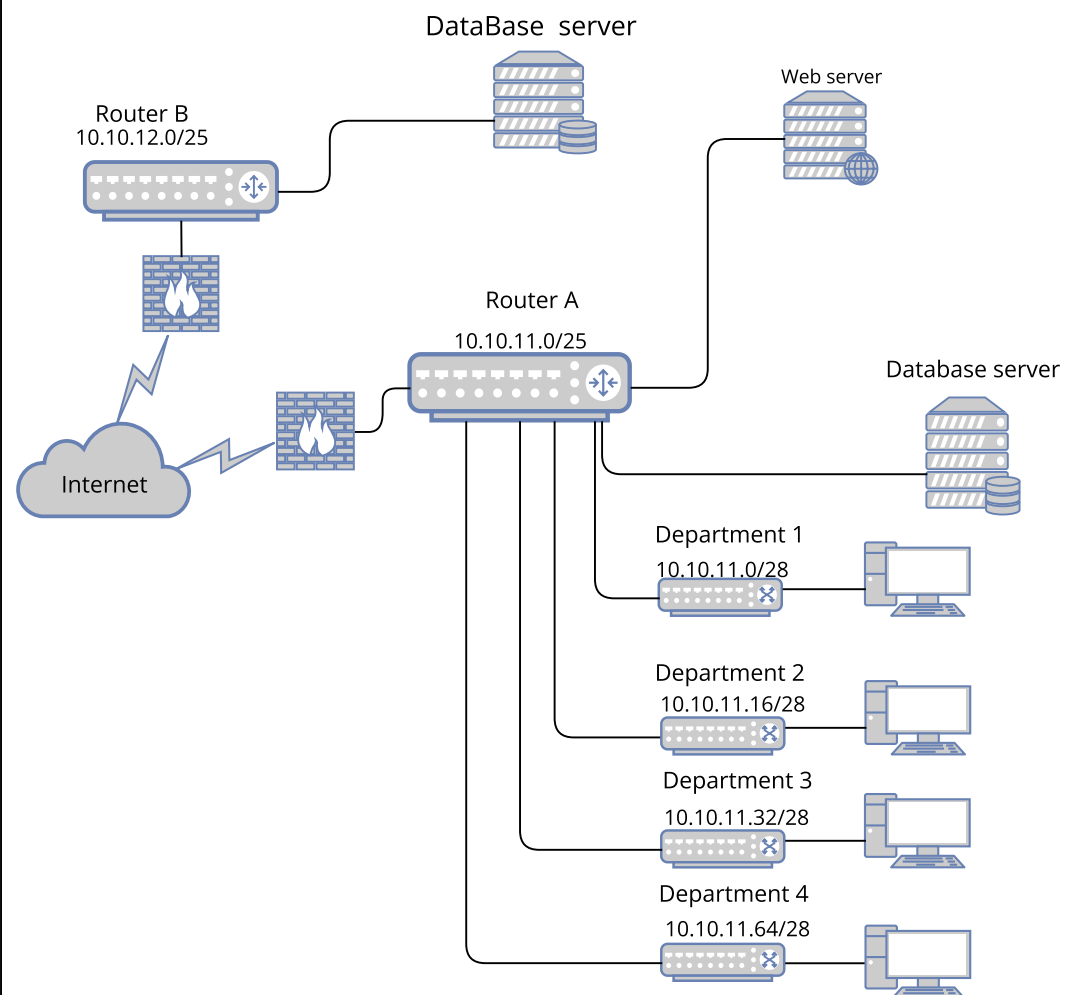 DataBase  server
Web server
Router B
10.10.12.0/25
Router A
10.10.11.0/25
Database server
Internet
Department 1
10.10.11.0/28
Department 2
10.10.11.16/28
Department 3
10.10.11.32/28
Department 4
10.10.11.64/28